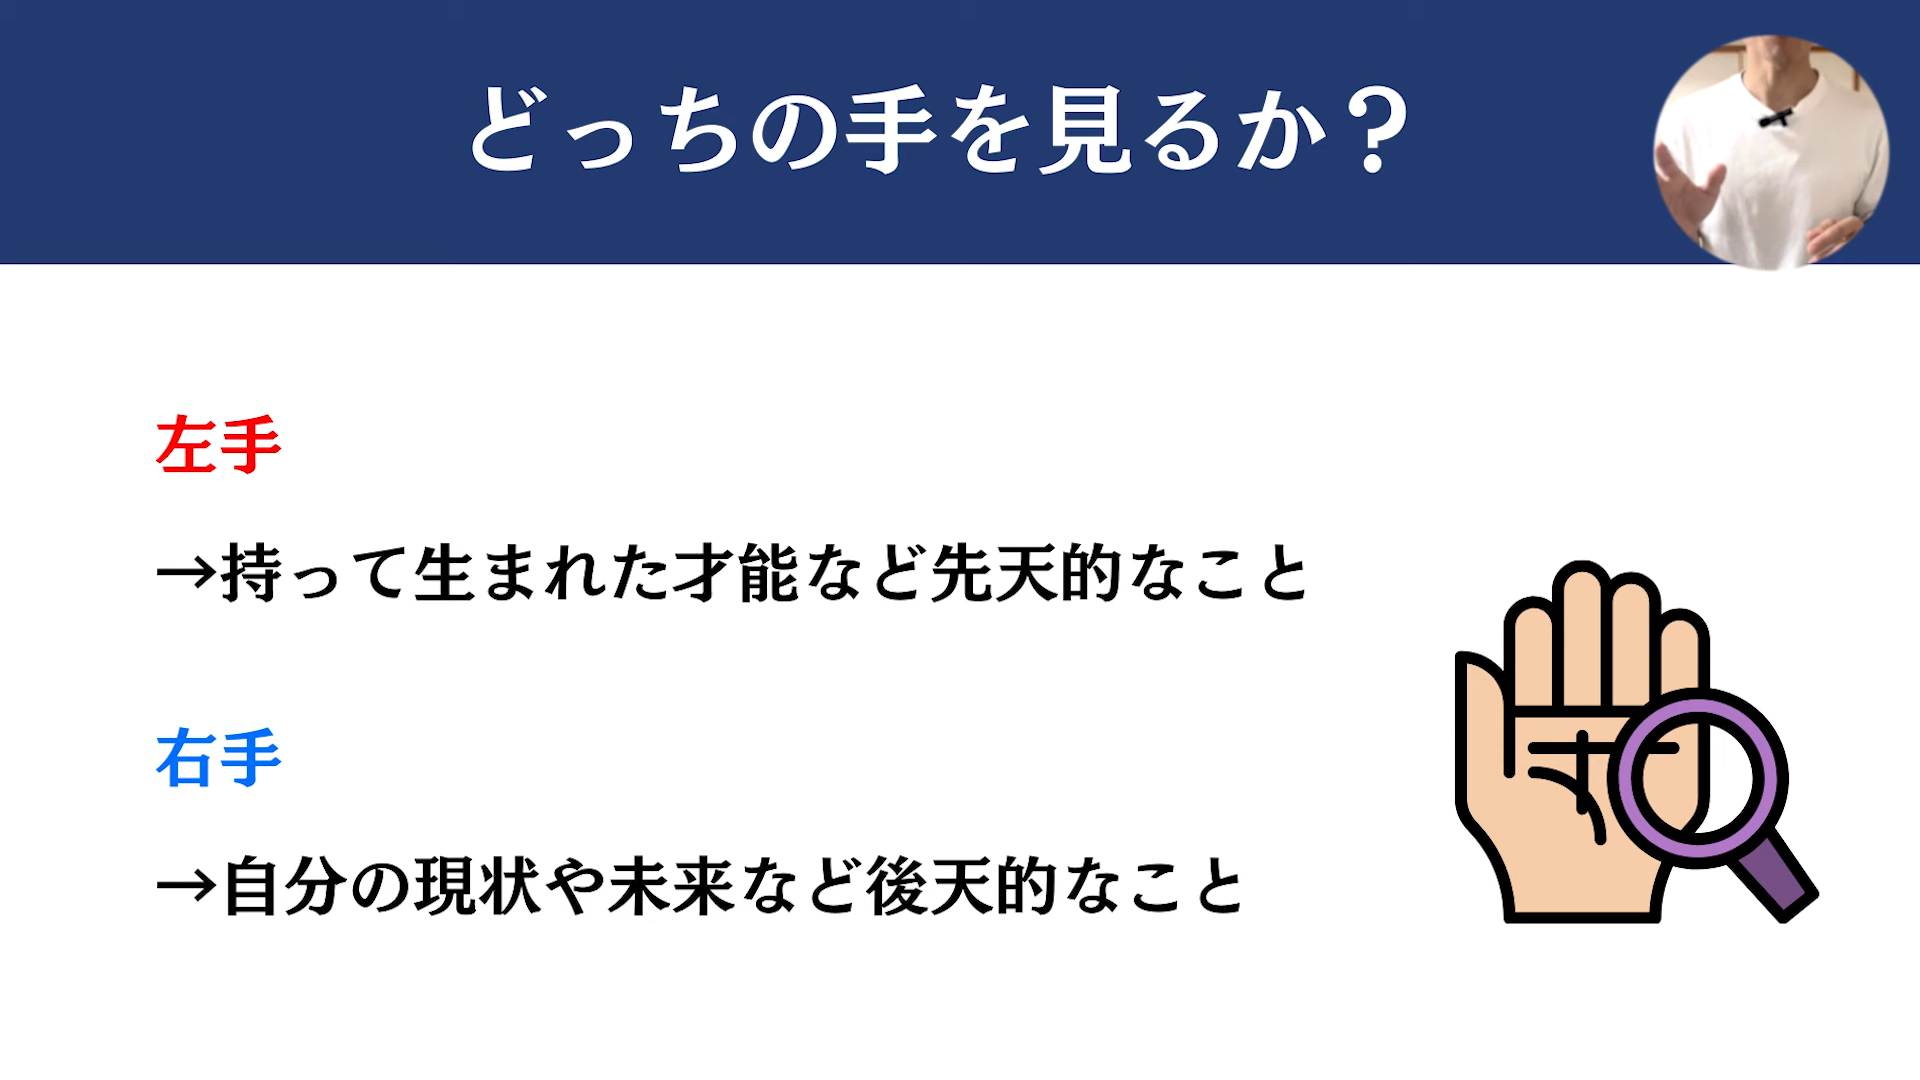 どっちの手を見るか？
左手
→持って生まれた才能など先天的なこと
右手
→自分の現状や未来など後天的なこと